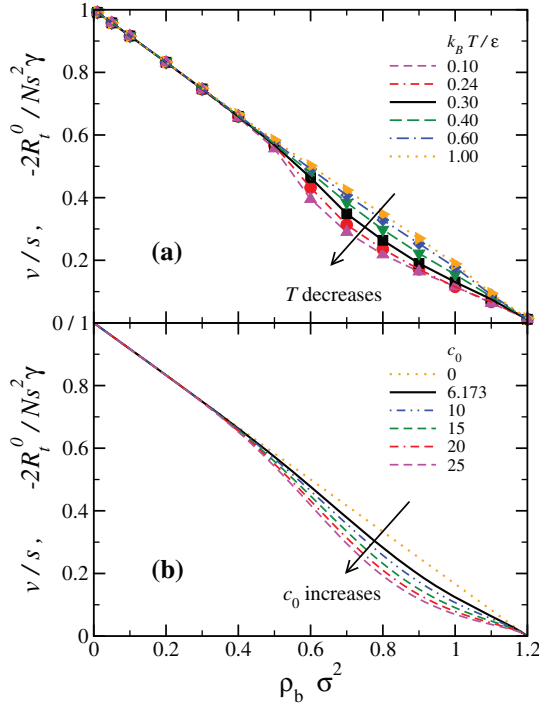 1
0.8
0.6
0.4
0.2
0 / 1
v / s , -2R_t^0 / Ns^2γ
k_B T / ε
0.10
0.24
0.30
0.40
0.60
1.00
(a)
T decreases
0.8
0.6
0.4
0.2
0
v / s , -2R_t^0 / Ns^2γ
c_0
0
6.173
10
15
20
25
(b)
c_0 increases
0 0.2 0.4 0.6 0.8 1 1.2
ρ_b σ^2